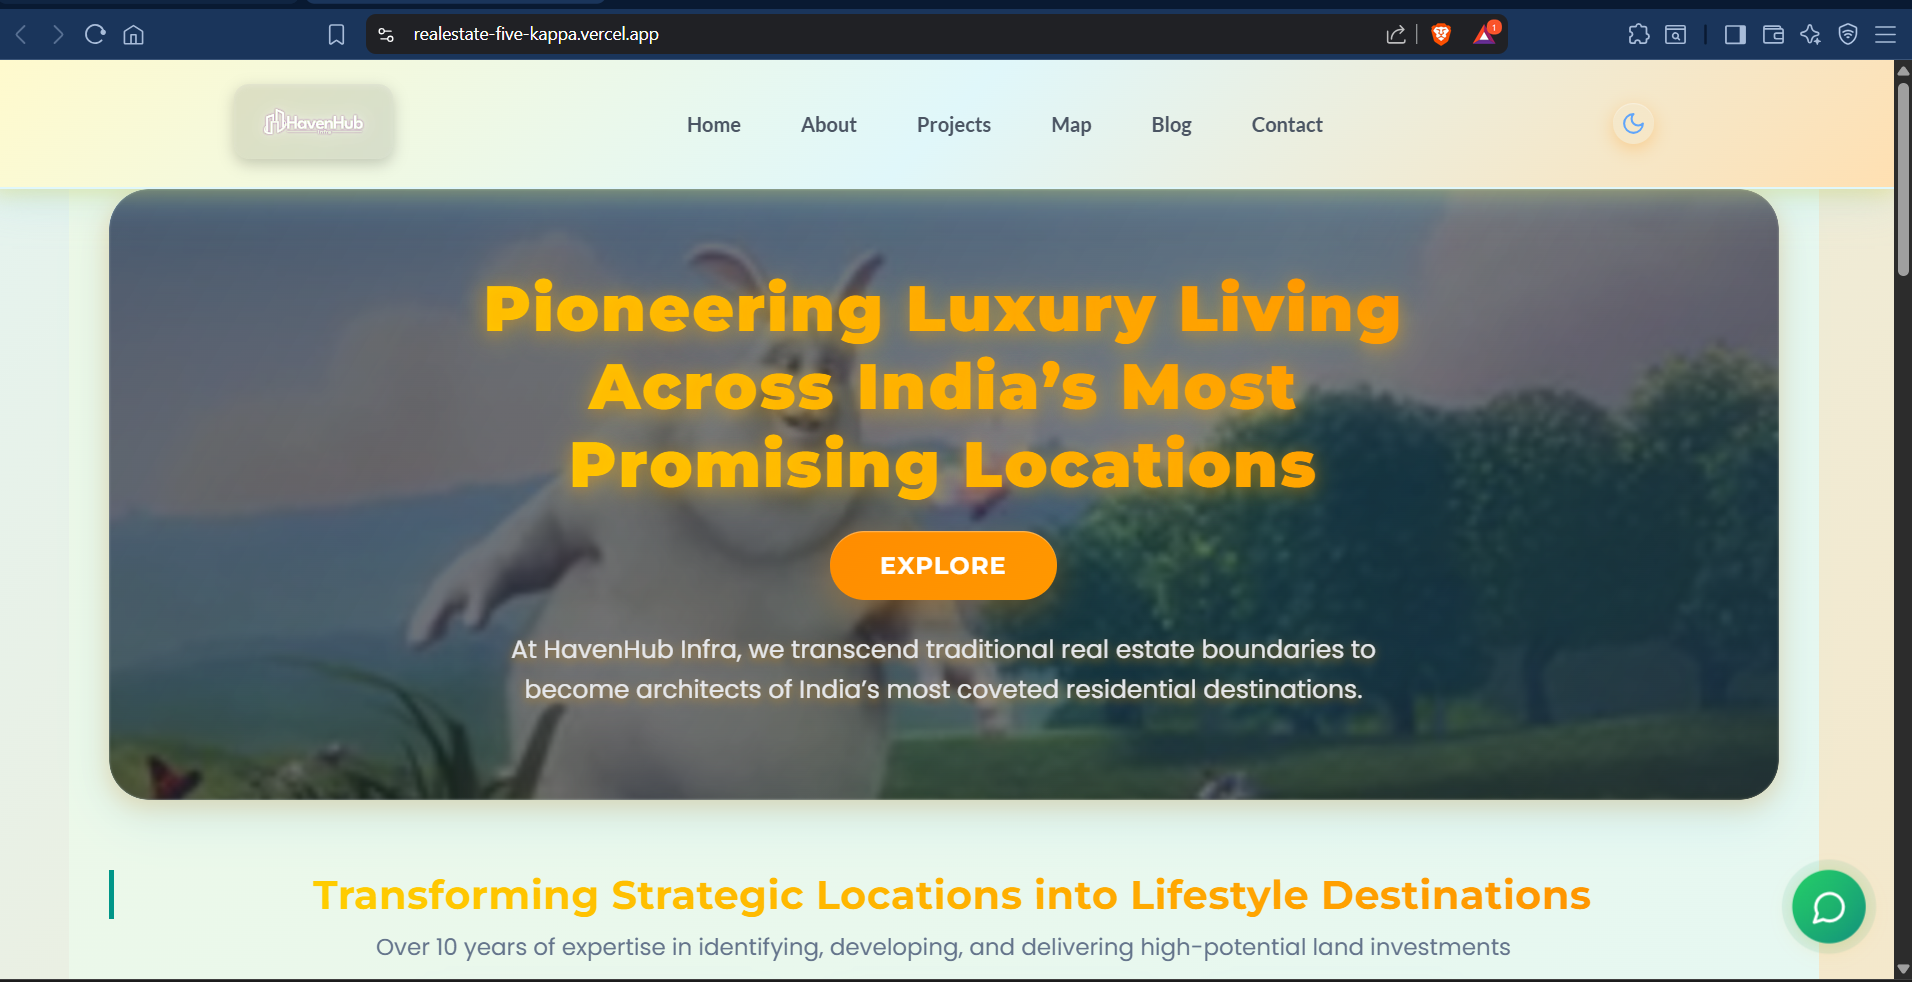 realestate-five-kappa.vercel.app
1
HavenHub
Home About Projects Map Blog Contact
Pioneering Luxury Living
Across India’s Most
Promising Locations
EXPLORE
At HavenHub Infra, we transcend traditional real estate boundaries to
become architects of India’s most coveted residential destinations.
Transforming Strategic Locations into Lifestyle Destinations
Over 10 years of expertise in identifying, developing, and delivering high-potential land investments